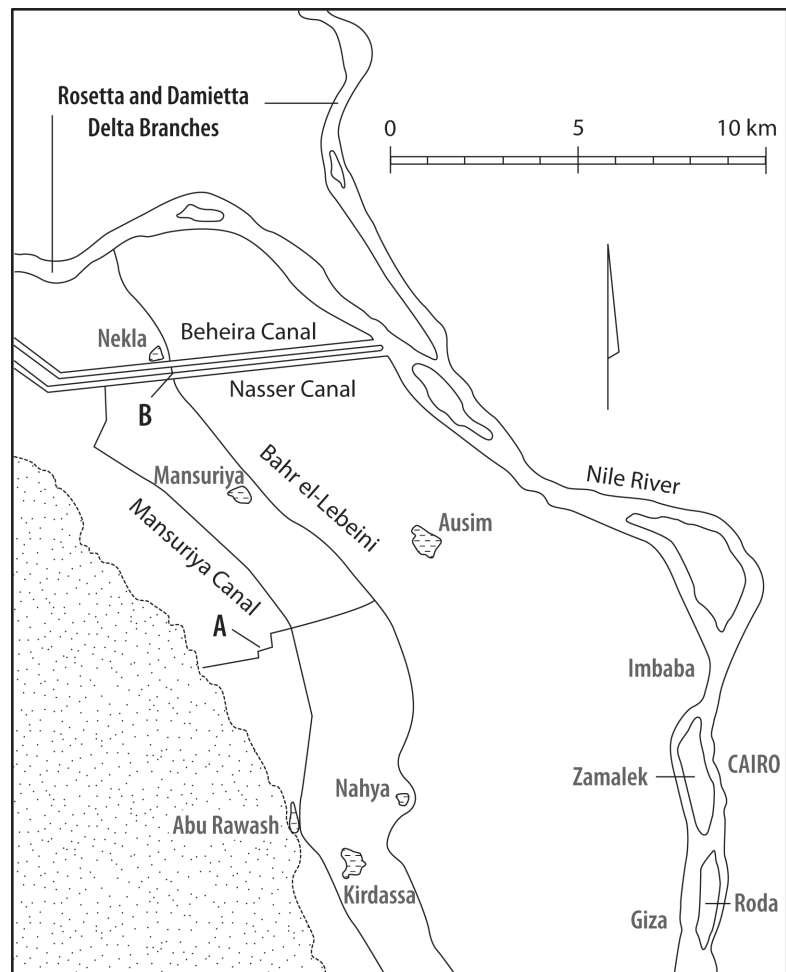 Rosetta and Damietta
Delta Branches
0 5 10 km
Nekla
Beheira Canal
Nasser Canal
B
Mansuriya
Bahr el-Lebeini
Nile River
Ausim
Mansuriya Canal
A
Imbaba
Zamalek
CAIRO
Nahya
Abu Rawash
Kirdassa
Giza
Roda